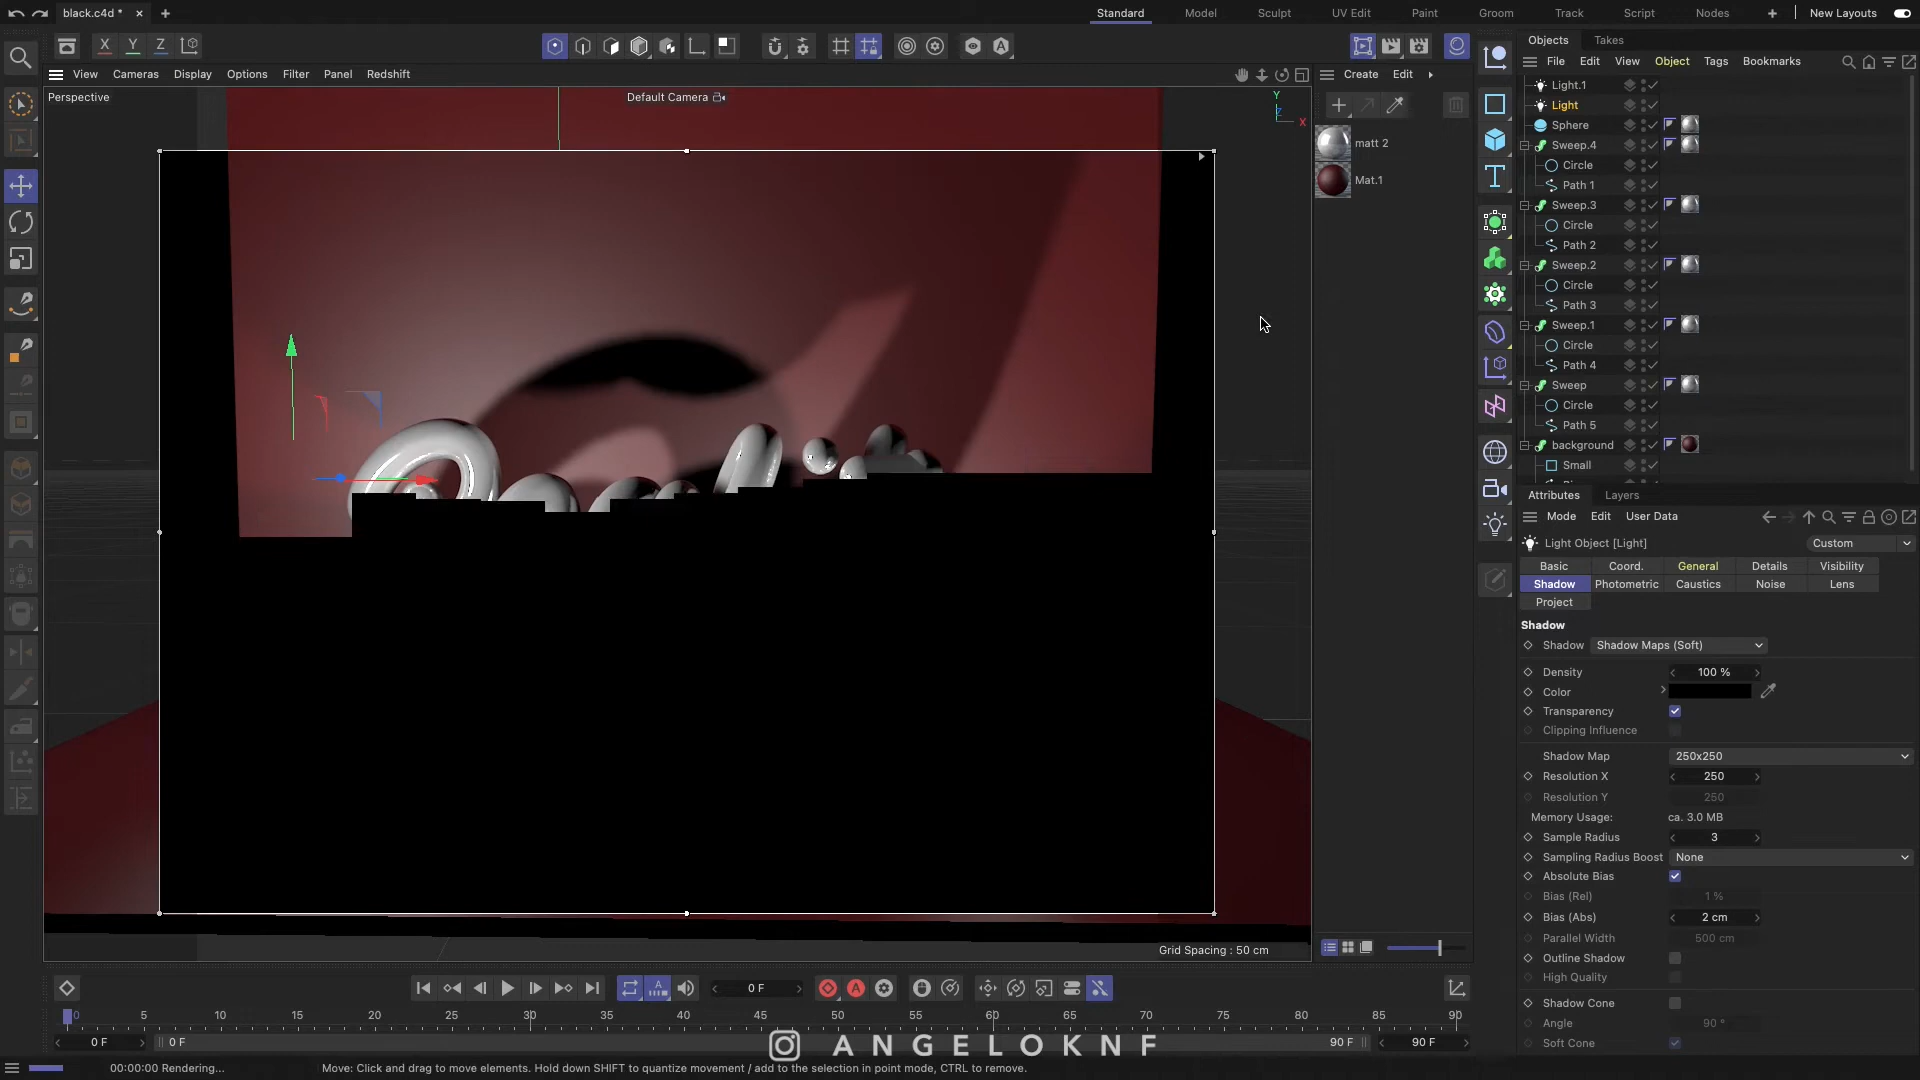 black.c4d *
Standard
Model
Sculpt
UV Edit
Paint
Groom
Track
Script
Nodes
New Layouts
X Y Z
View Cameras Display Options Filter Panel Redshift
Perspective
Default Camera
Y
Z
X
Create Edit
matt 2
Mat.1
Objects Takes
File Edit View Object Tags Bookmarks
Light.1
Light
Sphere
Sweep.4
Circle
Path 1
Sweep.3
Circle
Path 2
Sweep.2
Circle
Path 3
Sweep.1
Circle
Path 4
Sweep
Circle
Path 5
background
Small
Attributes Layers
Mode Edit User Data
Light Object [Light]
Custom
Basic Coord. General Details Visibility
Shadow Photometric Caustics Noise Lens
Project
Shadow
Shadow Shadow Maps (Soft)
Density 100 %
Color
Transparency
Clipping Influence
Shadow Map 250x250
Resolution X 250
Resolution Y 250
Memory Usage: ca. 3.0 MB
Sample Radius 3
Sampling Radius Boost None
Absolute Bias
Bias (Rel) 1 %
Bias (Abs) 2 cm
Parallel Width 500 cm
Outline Shadow
High Quality
Shadow Cone
Angle 90 °
Soft Cone
Grid Spacing : 50 cm
0 F
0 5 10 15 20 25 30 35 40 45 50 55 60 65 70 75 80 85 90
0 F 0 F 90 F 90 F
ANGELOKNF
00:00:00 Rendering...
Move: Click and drag to move elements. Hold down SHIFT to quantize movement / add to the selection in point mode, CTRL to remove.